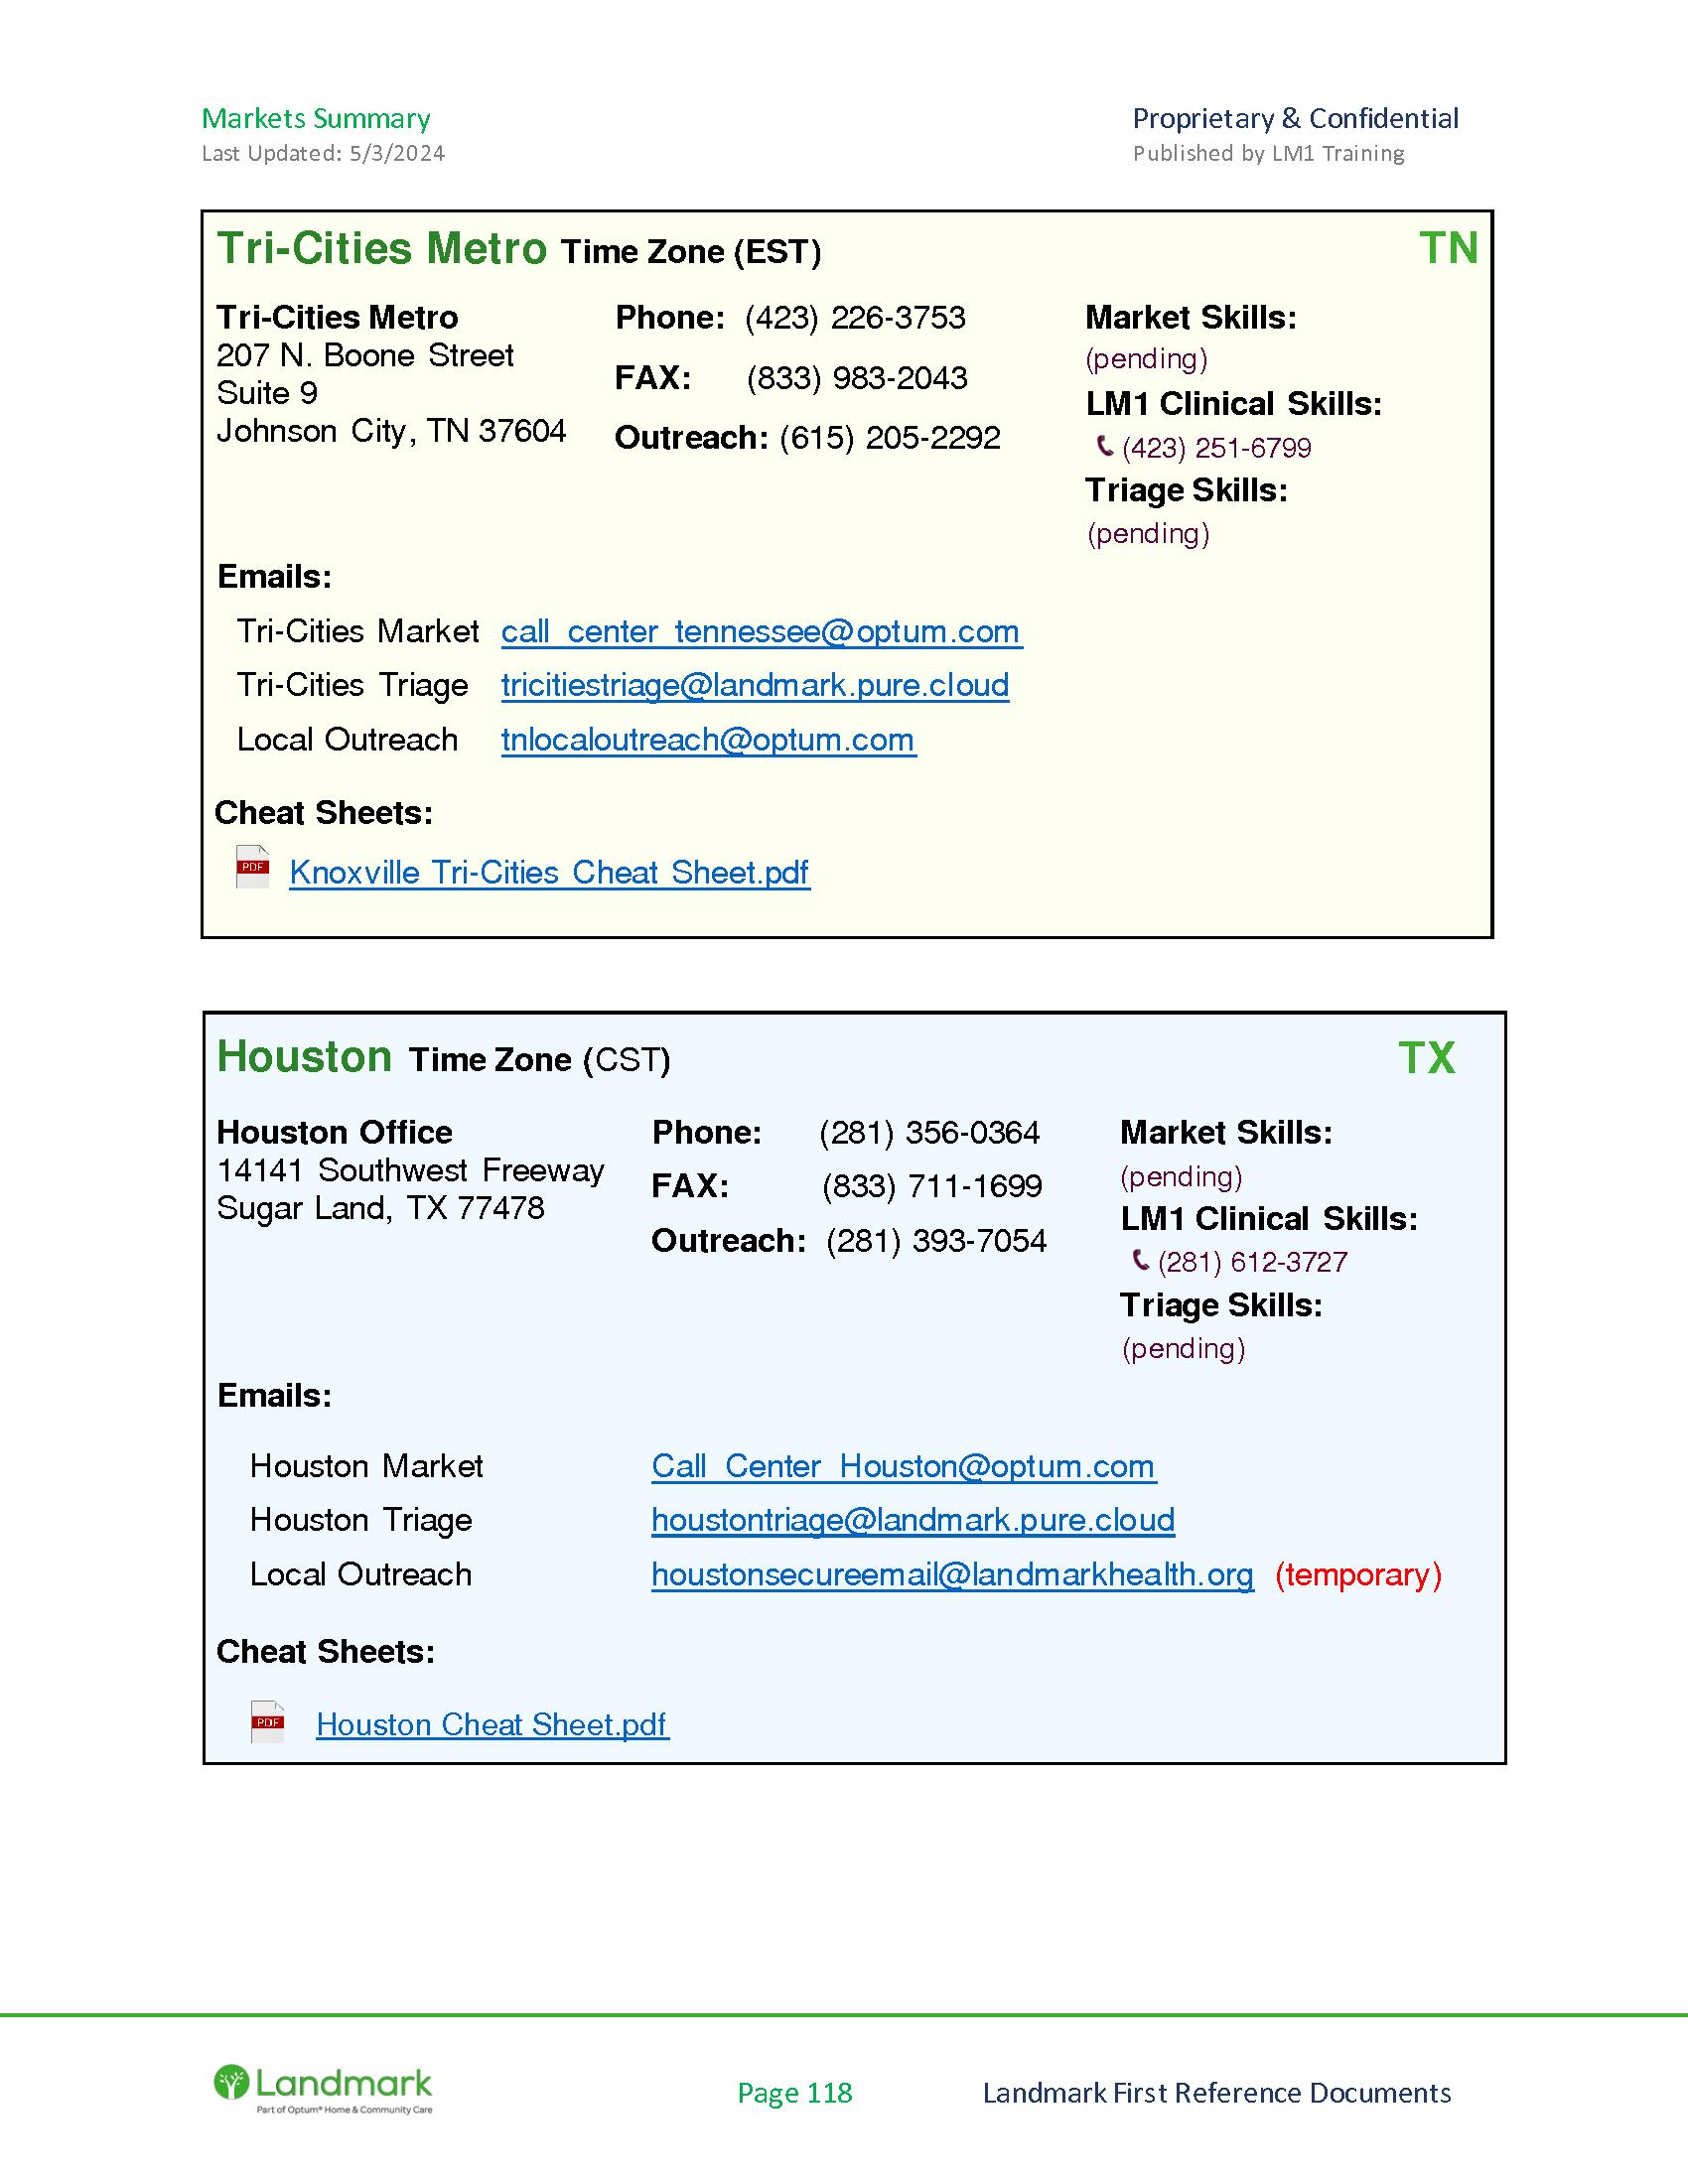 Markets Summary
Proprietary & Confidential
Last Updated: 5/3/2024
Published by LM1 Training
Tri-Cities Metro Time Zone (EST)
TN
Tri-Cities Metro
207 N. Boone Street
Suite 9
Johnson City, TN 37604
Phone: (423) 226-3753
FAX: (833) 983-2043
Outreach: (615) 205-2292
Market Skills:
(pending)
LM1 Clinical Skills:
(423) 251-6799
Triage Skills:
(pending)
Emails:
Tri-Cities Market call_center_tennessee@optum.com
Tri-Cities Triage tricitiestriage@landmark.pure.cloud
Local Outreach tnlocaloutreach@optum.com
Cheat Sheets:
PDF Knoxville Tri-Cities Cheat Sheet.pdf
Houston Time Zone (CST)
TX
Houston Office
14141 Southwest Freeway
Sugar Land, TX 77478
Phone: (281) 356-0364
FAX: (833) 711-1699
Outreach: (281) 393-7054
Market Skills:
(pending)
LM1 Clinical Skills:
(281) 612-3727
Triage Skills:
(pending)
Emails:
Houston Market Call_Center_Houston@optum.com
Houston Triage houstontriage@landmark.pure.cloud
Local Outreach houstonsecureemail@landmarkhealth.org (temporary)
Cheat Sheets:
PDF Houston Cheat Sheet.pdf
Landmark
Part of Optum® Home & Community Care
Page 118
Landmark First Reference Documents